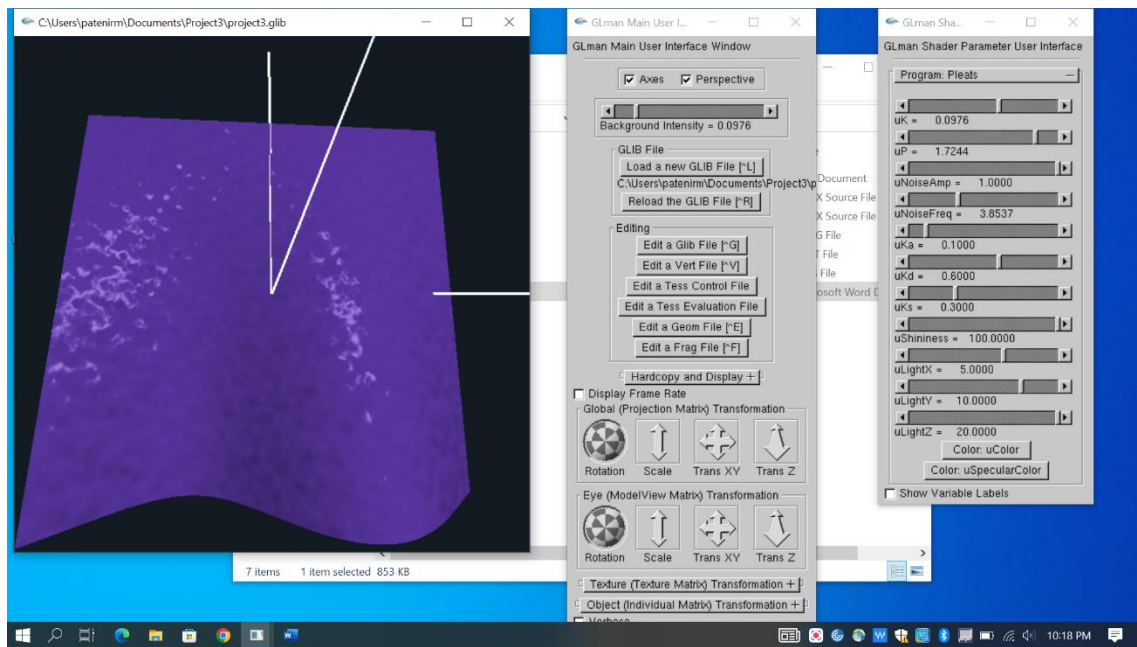 C:\Users\patenirm\Documents\Project3\project3.glib
GLman Main User I...
GLman Main User Interface Window
Axes
Perspective
Background Intensity = 0.0976
GLIB File
Load a new GLIB File [^L]
C:\Users\patenirm\Documents\Project3\p
Reload the GLIB File [^R]
Editing
Edit a Glib File [^G]
Edit a Vert File [^V]
Edit a Tess Control File
Edit a Tess Evaluation File
Edit a Geom File [^E]
Edit a Frag File [^F]
Hardcopy and Display +
Display Frame Rate
Global (Projection Matrix) Transformation
Rotation Scale Trans XY Trans Z
Eye (ModelView Matrix) Transformation
Rotation Scale Trans XY Trans Z
Texture (Texture Matrix) Transformation +
Object (Individual Matrix) Transformation +
Verbose
Document
X Source File
X Source File
G File
T File
File
osoft Word D
GLman Sha...
GLman Shader Parameter User Interface
Program: Pleats
uK = 0.0976
uP = 1.7244
uNoiseAmp = 1.0000
uNoiseFreq = 3.8537
uKa = 0.1000
uKd = 0.6000
uKs = 0.3000
uShininess = 100.0000
uLightX = 5.0000
uLightY = 10.0000
uLightZ = 20.0000
Color: uColor
Color: uSpecularColor
Show Variable Labels
7 items 1 item selected 853 KB
10:18 PM